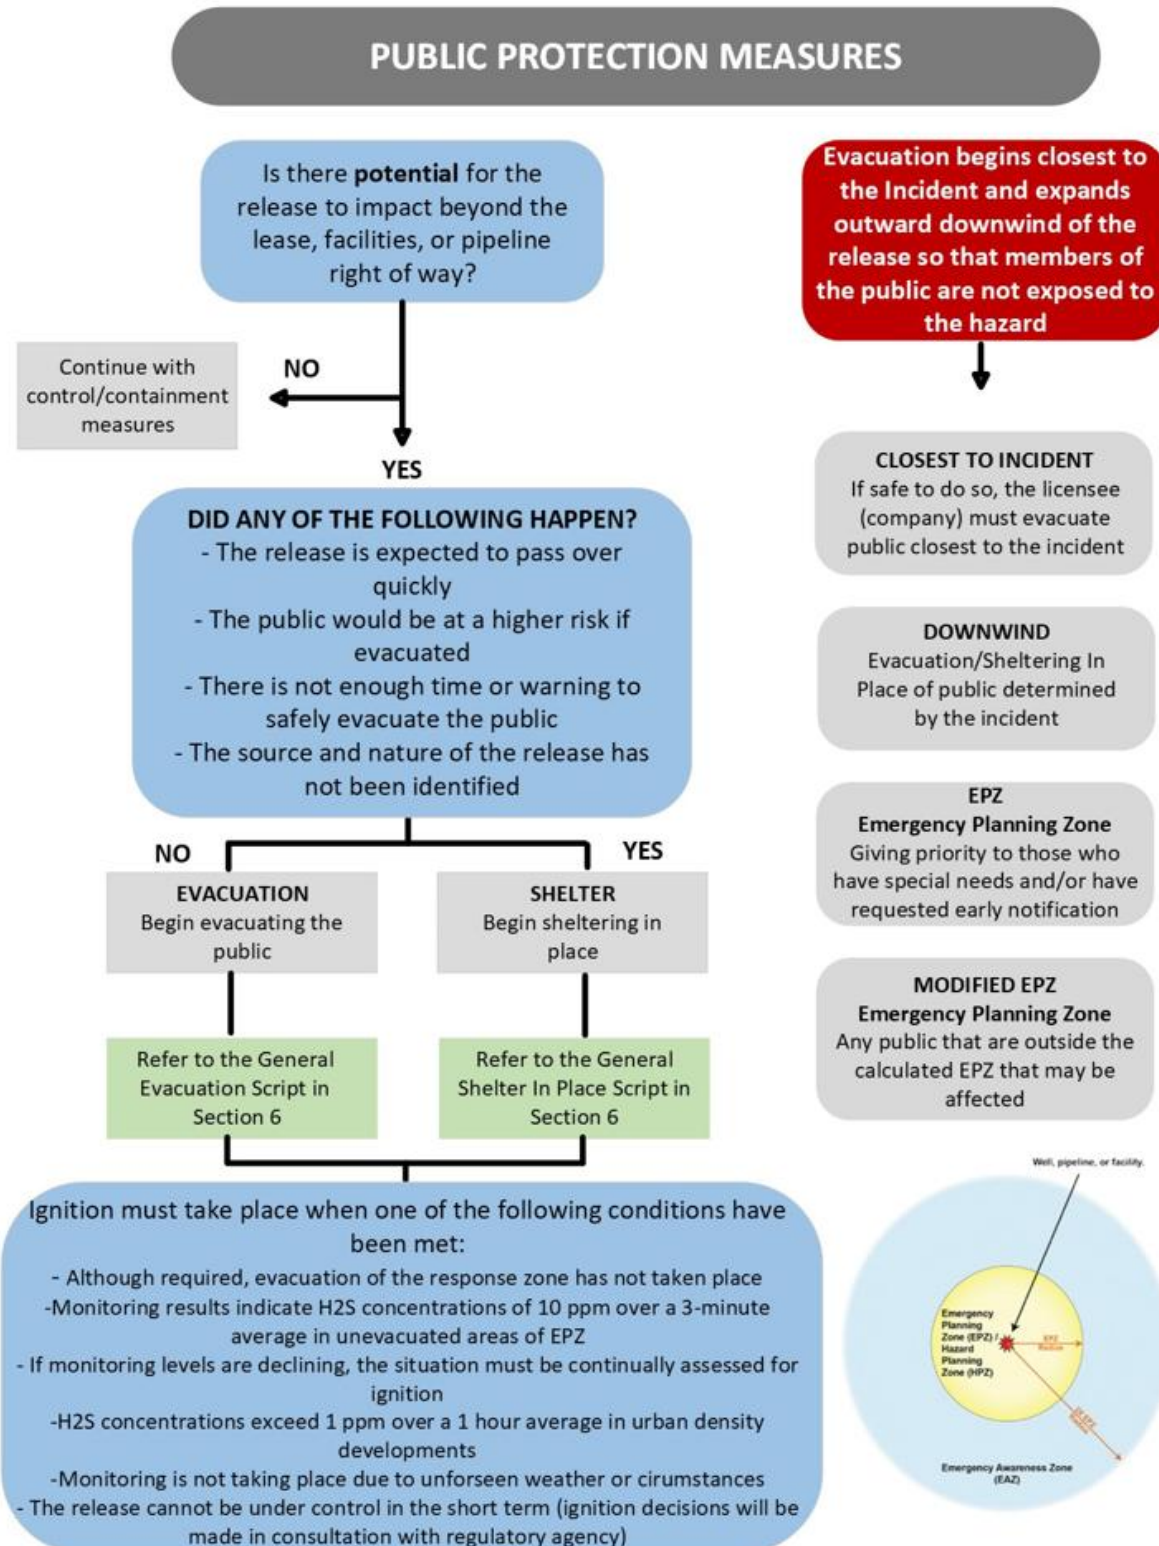 PUBLIC PROTECTION MEASURES
Is there potential for the
release to impact beyond the
lease, facilities, or pipeline
right of way?
NO
Continue with
control/containment
measures
YES
DID ANY OF THE FOLLOWING HAPPEN?
- The release is expected to pass over
quickly
- The public would be at a higher risk if
evacuated
- There is not enough time or warning to
safely evacuate the public
- The source and nature of the release has
not been identified
NO
YES
EVACUATION
Begin evacuating the
public
SHELTER
Begin sheltering in
place
Refer to the General
Evacuation Script in
Section 6
Refer to the General
Shelter In Place Script in
Section 6
Ignition must take place when one of the following conditions have
been met:
- Although required, evacuation of the response zone has not taken place
-Monitoring results indicate H2S concentrations of 10 ppm over a 3-minute
average in unevacuated areas of EPZ
- If monitoring levels are declining, the situation must be continually assessed for
ignition
-H2S concentrations exceed 1 ppm over a 1 hour average in urban density
developments
-Monitoring is not taking place due to unforseen weather or cirumstances
- The release cannot be under control in the short term (ignition decisions will be
made in consultation with regulatory agency)
Evacuation begins closest to
the Incident and expands
outward downwind of the
release so that members of
the public are not exposed to
the hazard
CLOSEST TO INCIDENT
If safe to do so, the licensee
(company) must evacuate
public closest to the incident
DOWNWIND
Evacuation/Sheltering In
Place of public determined
by the incident
EPZ
Emergency Planning Zone
Giving priority to those who
have special needs and/or have
requested early notification
MODIFIED EPZ
Emergency Planning Zone
Any public that are outside the
calculated EPZ that may be
affected
Well, pipeline, or facility.
Emergency
Planning
Zone (EPZ) /
Hazard
Planning
Zone (HPZ)
EPZ
Radius
EPZ
Emergency Awareness Zone
(EAZ)